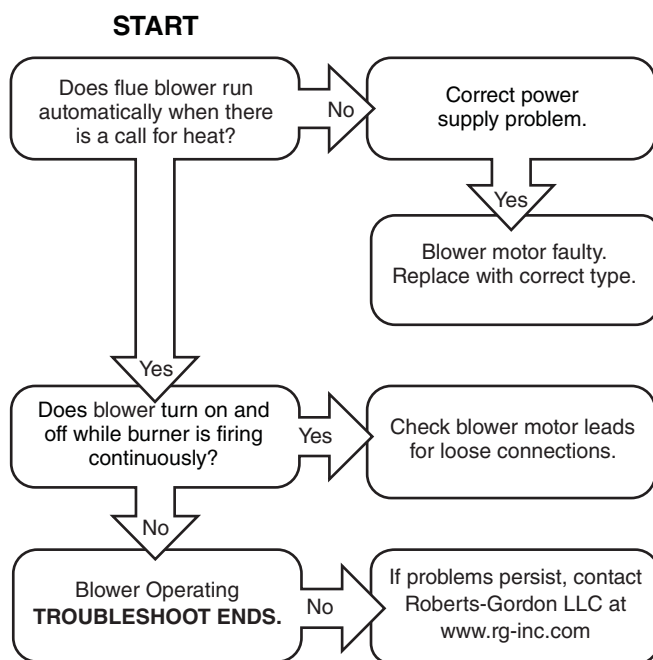 START
Does flue blower run
automatically when there
is a call for heat?
No
Correct power
supply problem.
Yes
Blower motor faulty.
Replace with correct type.
Yes
Does blower turn on and
off while burner is firing
continuously?
Yes
Check blower motor leads
for loose connections.
No
Blower Operating
TROUBLESHOOT ENDS.
No
If problems persist, contact
Roberts-Gordon LLC at
www.rg-inc.com